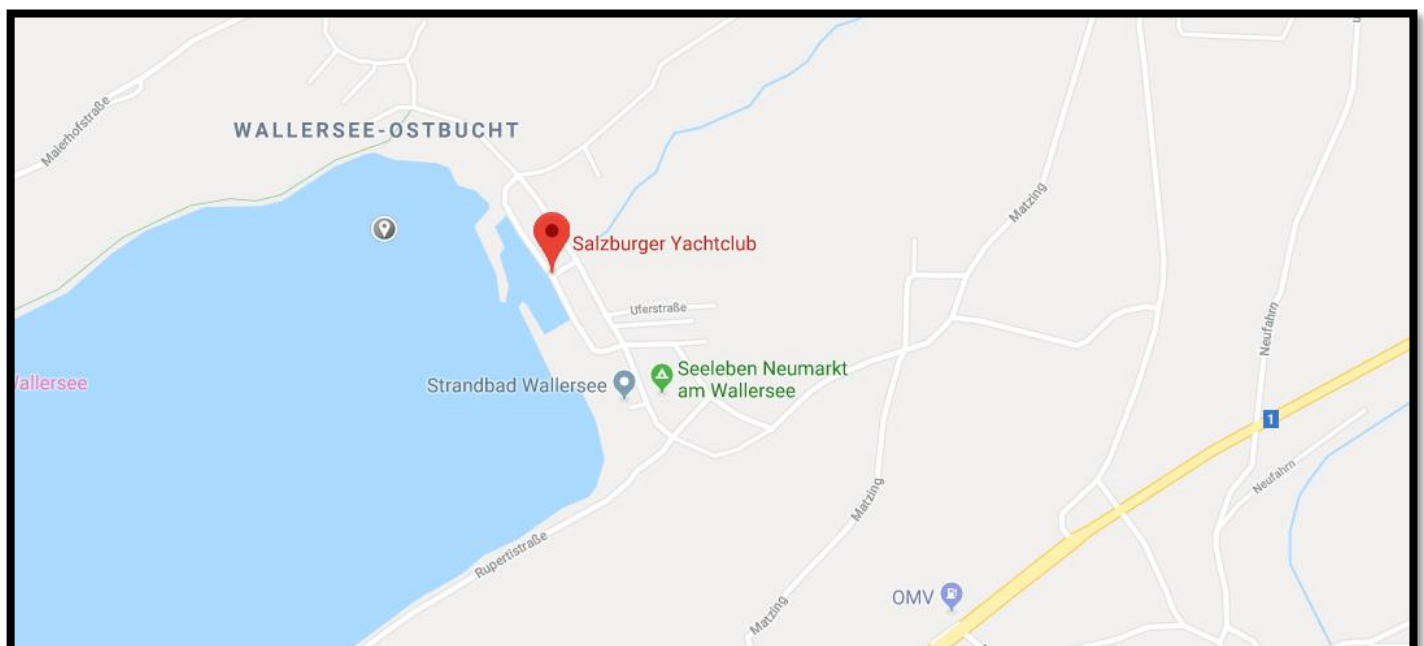 Maierhofstraße
WALLERSEE-OSTBUCHT
Matzing
Salzburger Yachtclub
Uferstraße
Neufahrn
allersee
Strandbad Wallersee
Seeleben Neumarkt
am Wallersee
1
Neufahrn
Matzing
Rupertistraße
OMV
Matzing